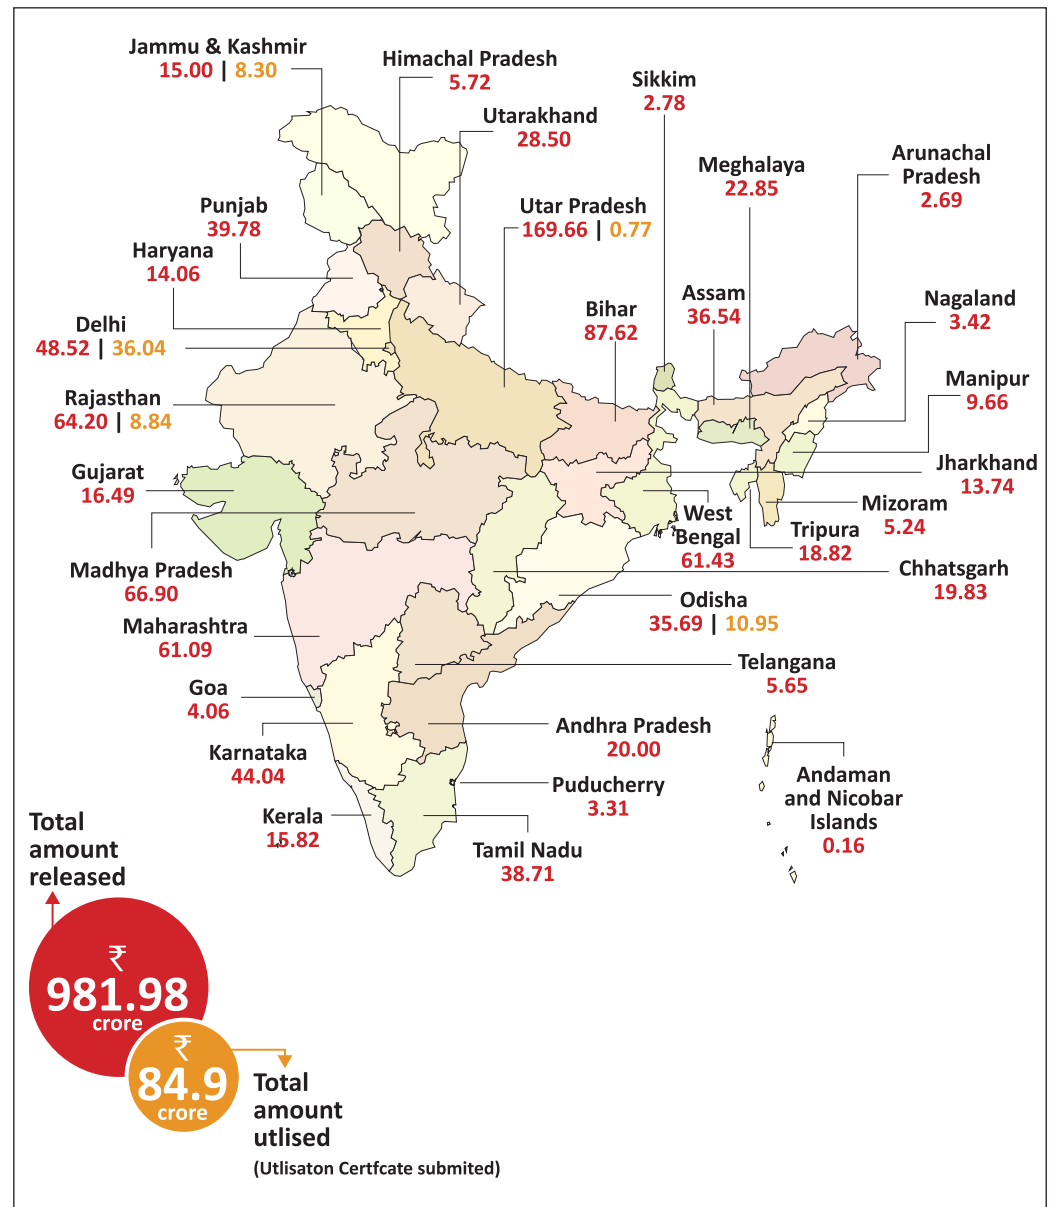 Jammu & Kashmir
15.00 | 8.30
Himachal Pradesh
5.72
Sikkim
2.78
Utarakhand
28.50
Arunachal
Pradesh
2.69
Meghalaya
22.85
Punjab
39.78
Utar Pradesh
169.66 | 0.77
Haryana
14.06
Assam
36.54
Nagaland
3.42
Bihar
87.62
Delhi
48.52 | 36.04
Manipur
9.66
Rajasthan
64.20 | 8.84
Jharkhand
13.74
Gujarat
16.49
Mizoram
5.24
West
Bengal
61.43
Tripura
18.82
Madhya Pradesh
66.90
Chhatsgarh
19.83
Odisha
35.69 | 10.95
Maharashtra
61.09
Telangana
5.65
Goa
4.06
Andhra Pradesh
20.00
Karnataka
44.04
Andaman
and Nicobar
Islands
0.16
Puducherry
3.31
Kerala
15.82
Tamil Nadu
38.71
Total
amount
released
₹
981.98
crore
₹
84.9
crore
Total
amount
utlised
(Utlisaton Certfcate submited)